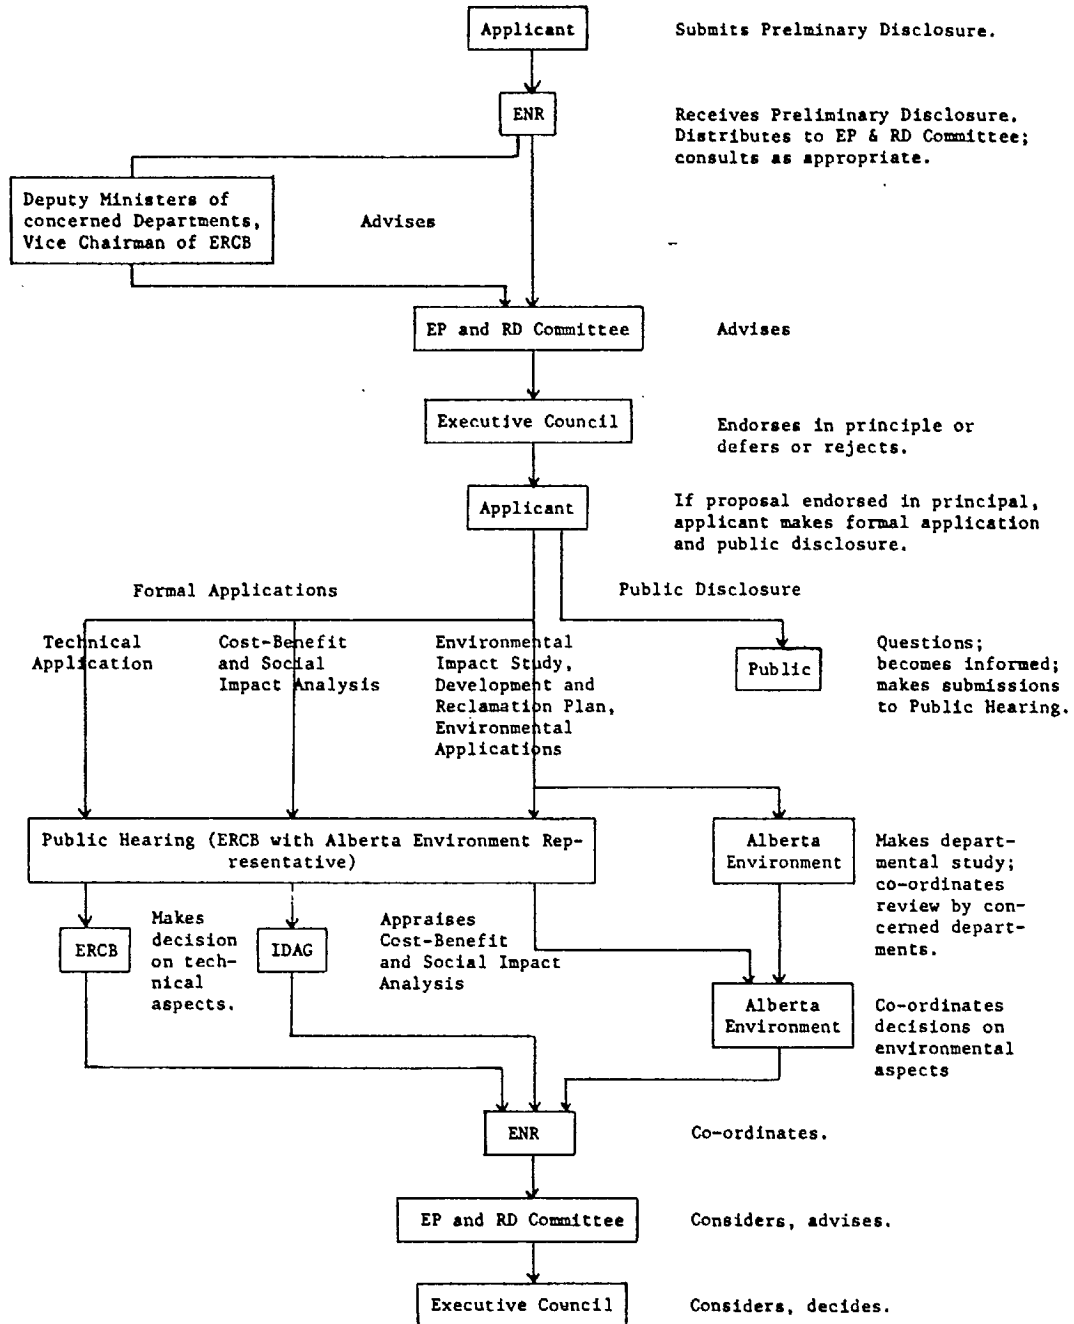 Applicant
Submits Prelminary Disclosure.
ENR
Receives Preliminary Disclosure.
Distributes to EP & RD Committee;
consults as appropriate.
Deputy Ministers of
concerned Departments,
Vice Chairman of ERCB
Advises
EP and RD Committee
Advises
Executive Council
Endorses in principle or
defers or rejects.
Applicant
If proposal endorsed in principal,
applicant makes formal application
and public disclosure.
Formal Applications
Public Disclosure
Technical
Application
Cost-Benefit
and Social
Impact Analysis
Environmental
Impact Study,
Development and
Reclamation Plan,
Environmental
Applications
Public
Questions;
becomes informed;
makes submissions
to Public Hearing.
Public Hearing (ERCB with Alberta Environment Rep-
resentative)
Alberta
Environment
Makes depart-
mental study;
co-ordinates
review by con-
cerned depart-
ments.
ERCB
Makes
decision
on tech-
nical
aspects.
IDAG
Appraises
Cost-Benefit
and Social Impact
Analysis
Alberta
Environment
Co-ordinates
decisions on
environmental
aspects
ENR
Co-ordinates.
EP and RD Committee
Considers, advises.
Executive Council
Considers, decides.